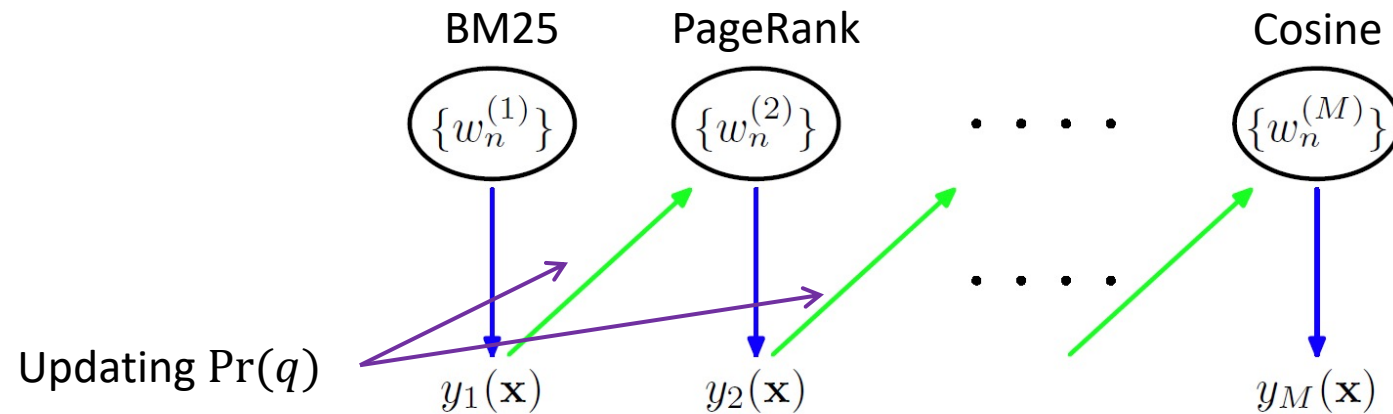 BM25 PageRank Cosine
{w_n^{(1)}} {w_n^{(2)}} {w_n^{(M)}}
Updating Pr(q)
y_1(x) y_2(x) y_M(x)